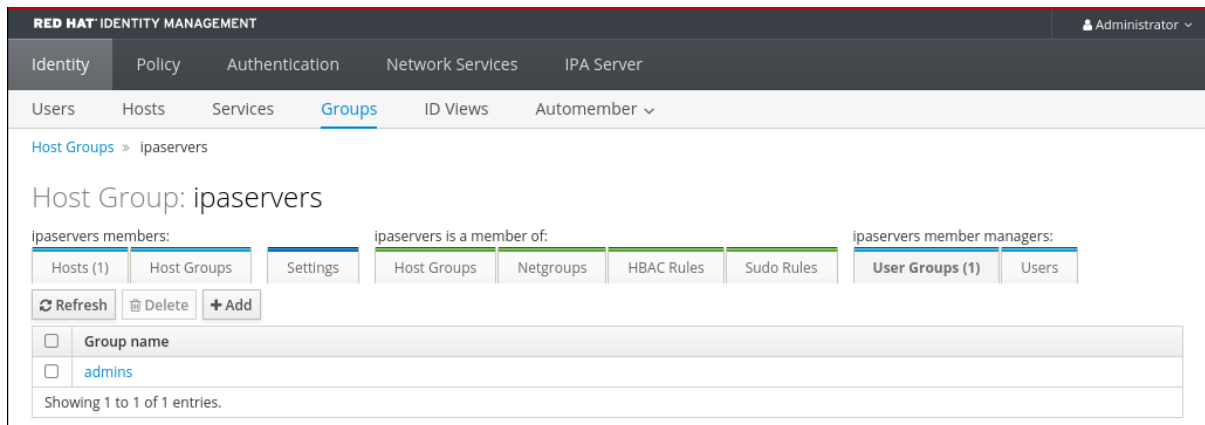 RED HAT® IDENTITY MANAGEMENT
Administrator
Identity Policy Authentication Network Services IPA Server
Users Hosts Services Groups ID Views Automember
Host Groups » ipaservers
Host Group: ipaservers
ipaservers members: ipaservers is a member of: ipaservers member managers:
Hosts (1) Host Groups Settings Host Groups Netgroups HBAC Rules Sudo Rules User Groups (1) Users
Refresh Delete Add
Group name
admins
Showing 1 to 1 of 1 entries.